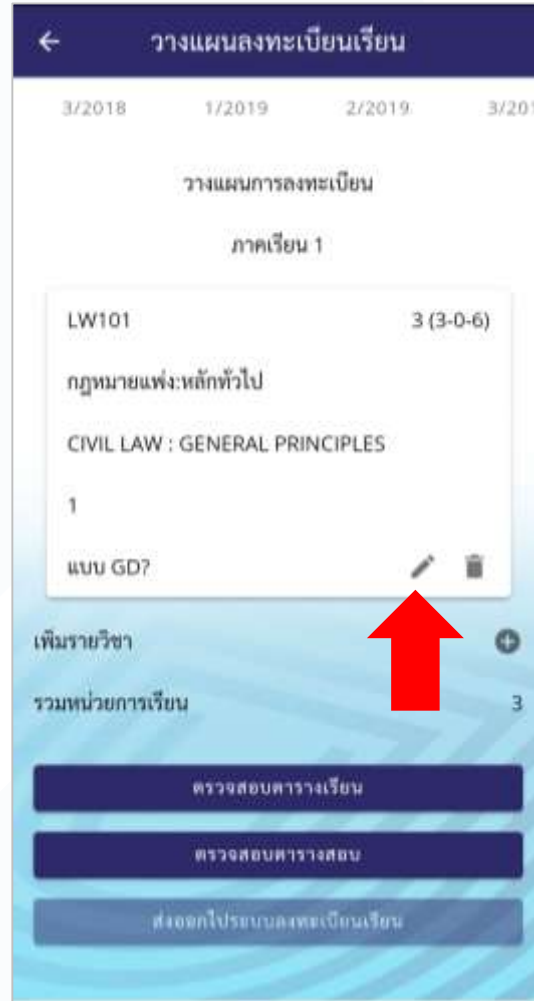 วางแผนลงทะเบียนเรียน
3/2018 1/2019 2/2019 3/201
วางแผนการลงทะเบียน
ภาคเรียน 1
LW101 3 (3-0-6)
กฎหมายแพ่ง:หลักทั่วไป
CIVIL LAW : GENERAL PRINCIPLES
1
แบบ GD?
เพิ่มรายวิชา
รวมหน่วยการเรียน 3
ตรวจสอบตารางเรียน
ตรวจสอบตารางสอบ
ส่งออกไประบบลงทะเบียนเรียน